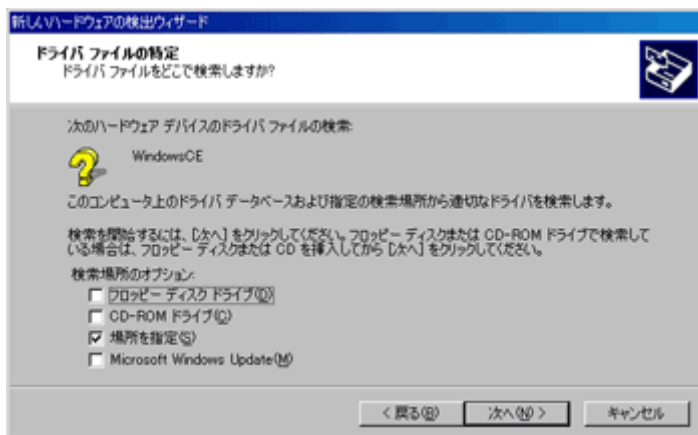 新しいハードウェアの検出ウィザード
ドライバ ファイルの特定
ドライバ ファイルをどこで検索しますか?
次のハードウェア デバイスのドライバ ファイルの検索:
WindowsCE
このコンピュータ上のドライバ データベースおよび指定の検索場所から適切なドライバを検索します。
検索を開始するには、[次へ] をクリックしてください。フロッピー ディスクまたは CD-ROM ドライブで検索して
いる場合は、フロッピー ディスクまたは CD を挿入してから [次へ] をクリックしてください。
検索場所のオプション:
フロッピー ディスク ドライブ(D)
CD-ROM ドライブ(C)
場所を指定(S)
Microsoft Windows Update(M)
< 戻る(B) 次へ(N) > キャンセル